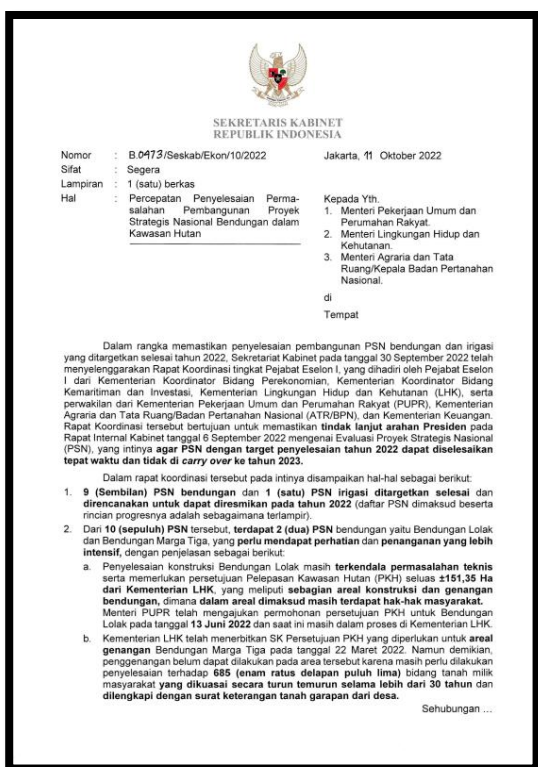 SEKRETARIS KABINET
REPUBLIK INDONESIA
Nomor : B.0473/Seskab/Ekon/10/2022
Jakarta, 11 Oktober 2022
Sifat : Segera
Lampiran : 1 (satu) berkas
Hal : Percepatan Penyelesaian Perma-
salahan Pembangunan Proyek
Strategis Nasional Bendungan dalam
Kawasan Hutan
Kepada Yth.
1. Menteri Pekerjaan Umum dan
Perumahan Rakyat.
2. Menteri Lingkungan Hidup dan
Kehutanan.
3. Menteri Agraria dan Tata
Ruang/Kepala Badan Pertanahan
Nasional.
di
Tempat
Dalam rangka memastikan penyelesaian pembangunan PSN bendungan dan irigasi
yang ditargetkan selesai tahun 2022, Sekretariat Kabinet pada tanggal 30 September 2022 telah
menyelenggarakan Rapat Koordinasi tingkat Pejabat Eselon I, yang dihadiri oleh Pejabat Eselon
I dari Kementerian Koordinator Bidang Perekonomian, Kementerian Koordinator Bidang
Kemaritiman dan Investasi, Kementerian Lingkungan Hidup dan Kehutanan (LHK), serta
perwakilan dari Kementerian Pekerjaan Umum dan Perumahan Rakyat (PUPR), Kementerian
Agraria dan Tata Ruang/Badan Pertanahan Nasional (ATR/BPN), dan Kementerian Keuangan.
Rapat Koordinasi tersebut bertujuan untuk memastikan tindak lanjut arahan Presiden pada
Rapat Internal Kabinet tanggal 6 September 2022 mengenai Evaluasi Proyek Strategis Nasional
(PSN), yang intinya agar PSN dengan target penyelesaian tahun 2022 dapat diselesaikan
tepat waktu dan tidak di carry over ke tahun 2023.
Dalam rapat koordinasi tersebut pada intinya disampaikan hal-hal sebagai berikut:
1. 9 (Sembilan) PSN bendungan dan 1 (satu) PSN irigasi ditargetkan selesai dan
direncanakan untuk dapat diresmikan pada tahun 2022 (daftar PSN dimaksud beserta
rincian progresnya adalah sebagaimana terlampir).
2. Dari 10 (sepuluh) PSN tersebut, terdapat 2 (dua) PSN bendungan yaitu Bendungan Lolak
dan Bendungan Marga Tiga, yang perlu mendapat perhatian dan penanganan yang lebih
intensif, dengan penjelasan sebagai berikut:
a. Penyelesaian konstruksi Bendungan Lolak masih terkendala permasalahan teknis
serta memerlukan persetujuan Pelepasan Kawasan Hutan (PKH) seluas ±151,35 Ha
dari Kementerian LHK, yang meliputi sebagian areal konstruksi dan genangan
bendungan, dimana dalam areal dimaksud masih terdapat hak-hak masyarakat.
Menteri PUPR telah mengajukan permohonan persetujuan PKH untuk Bendungan
Lolak pada tanggal 13 Juni 2022 dan saat ini masih dalam proses di Kementerian LHK.
b. Kementerian LHK telah menerbitkan SK Persetujuan PKH yang diperlukan untuk areal
genangan Bendungan Marga Tiga pada tanggal 22 Maret 2022. Namun demikian,
penggenangan belum dapat dilakukan pada area tersebut karena masih perlu dilakukan
penyelesaian terhadap 685 (enam ratus delapan puluh lima) bidang tanah milik
masyarakat yang dikuasai secara turun temurun selama lebih dari 30 tahun dan
dilengkapi dengan surat keterangan tanah garapan dari desa.
Sehubungan ...